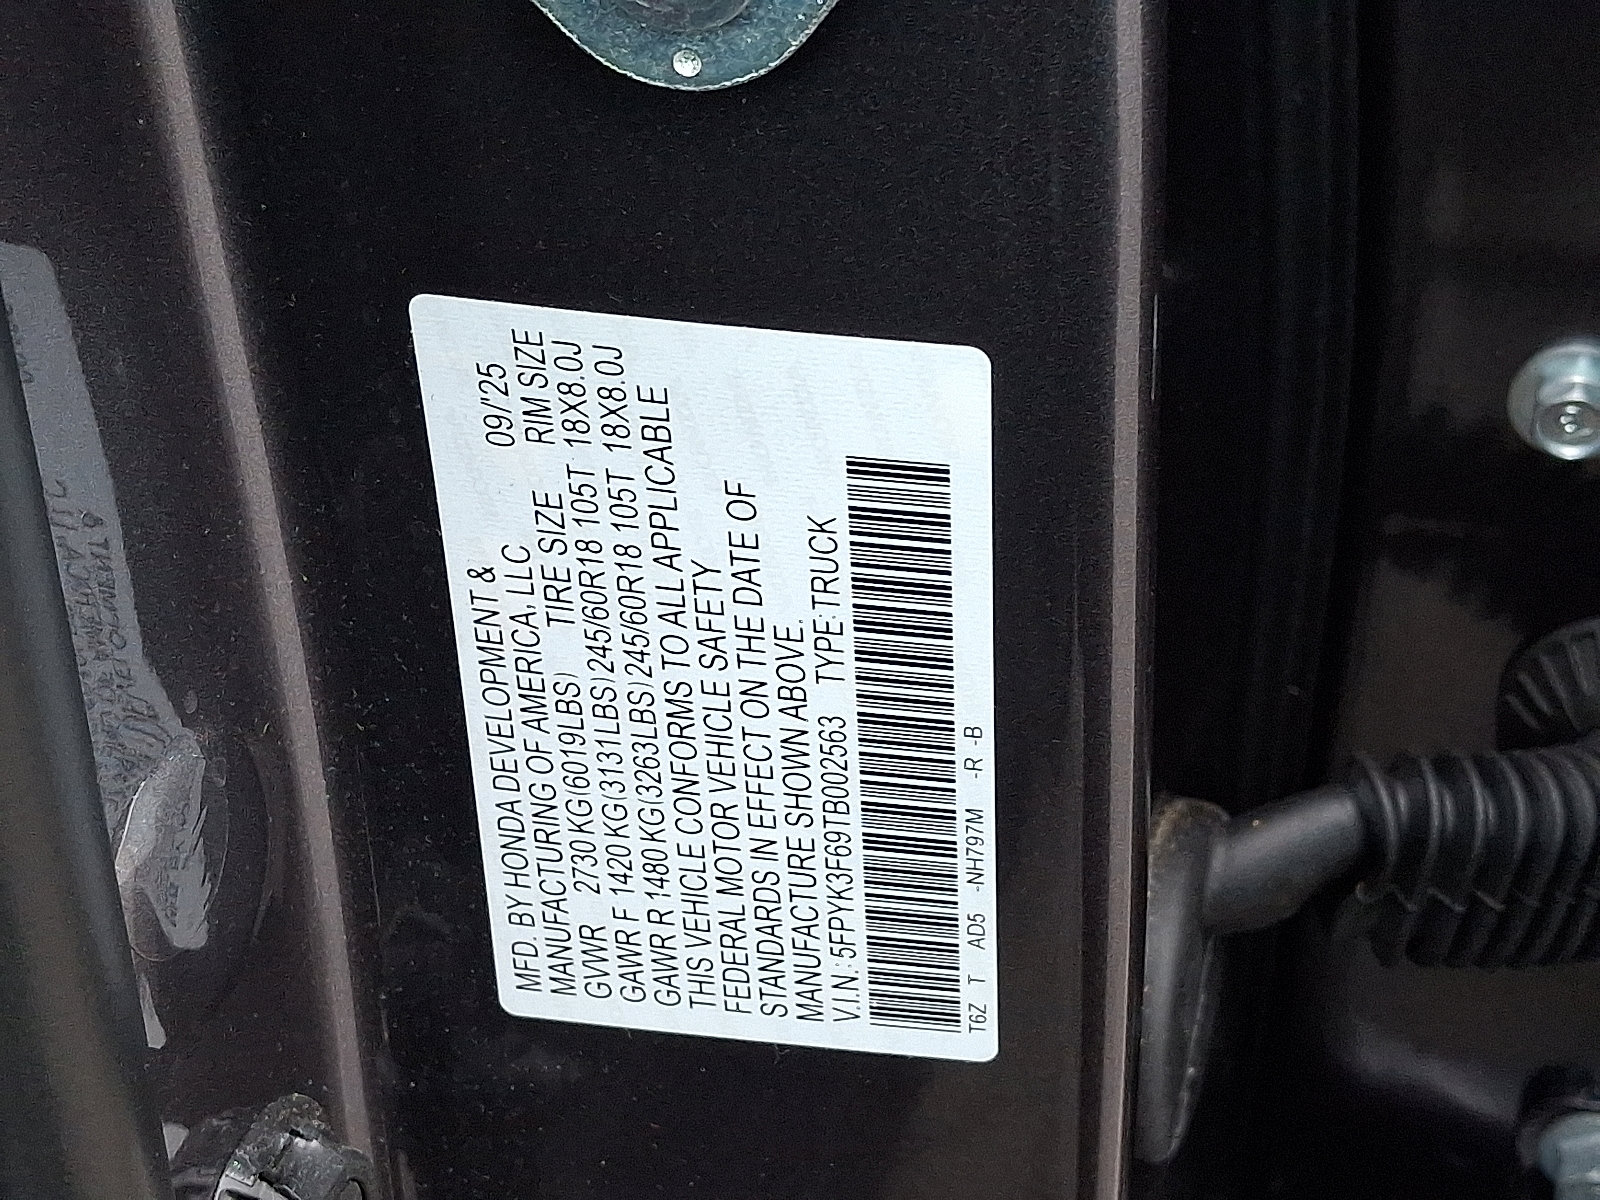 MFD. BY HONDA DEVELOPMENT & 09/'25
MANUFACTURING OF AMERICA, LLC
TIRE SIZE RIM SIZE
GVWR 2730 KG(6019LBS)
GAWR F 1420 KG(3131LBS) 245/60R18 105T 18X8.0J
GAWR R 1480 KG(3263LBS) 245/60R18 105T 18X8.0J
THIS VEHICLE CONFORMS TO ALL APPLICABLE
FEDERAL MOTOR VEHICLE SAFETY
STANDARDS IN EFFECT ON THE DATE OF
MANUFACTURE SHOWN ABOVE.
V.I.N.: 5FPYK3F69TB002563 TYPE: TRUCK
T6Z T AD5 -NH797M -R -B